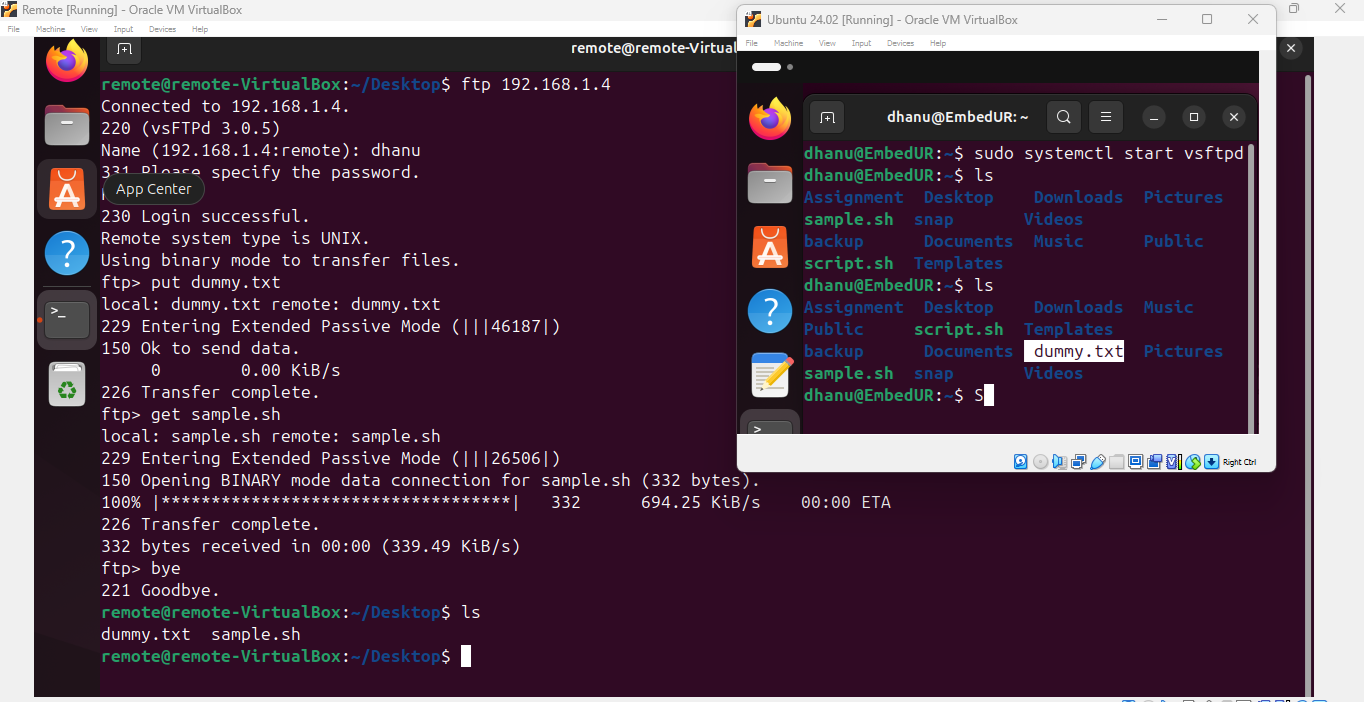 Remote [Running] - Oracle VM VirtualBox
File Machine View Input Devices Help
remote@remote-Virtual
remote@remote-VirtualBox:~/Desktop$ ftp 192.168.1.4
Connected to 192.168.1.4.
220 (vsFTPd 3.0.5)
Name (192.168.1.4:remote): dhanu
331 Please specify the password.
App Center
230 Login successful.
Remote system type is UNIX.
Using binary mode to transfer files.
ftp> put dummy.txt
local: dummy.txt remote: dummy.txt
229 Entering Extended Passive Mode (|||46187|)
150 Ok to send data.
0 0.00 KiB/s
226 Transfer complete.
ftp> get sample.sh
local: sample.sh remote: sample.sh
229 Entering Extended Passive Mode (|||26506|)
150 Opening BINARY mode data connection for sample.sh (332 bytes).
100% |***********************************| 332 694.25 KiB/s 00:00 ETA
226 Transfer complete.
332 bytes received in 00:00 (339.49 KiB/s)
ftp> bye
221 Goodbye.
remote@remote-VirtualBox:~/Desktop$ ls
dummy.txt sample.sh
remote@remote-VirtualBox:~/Desktop$
Ubuntu 24.02 [Running] - Oracle VM VirtualBox
File Machine View Input Devices Help
dhanu@EmbedUR: ~
dhanu@EmbedUR:~$ sudo systemctl start vsftpd
dhanu@EmbedUR:~$ ls
Assignment Desktop Downloads Pictures
sample.sh snap Videos
backup Documents Music Public
script.sh Templates
dhanu@EmbedUR:~$ ls
Assignment Desktop Downloads Music
Public script.sh Templates
backup Documents dummy.txt Pictures
sample.sh snap Videos
dhanu@EmbedUR:~$ S
Right Ctrl